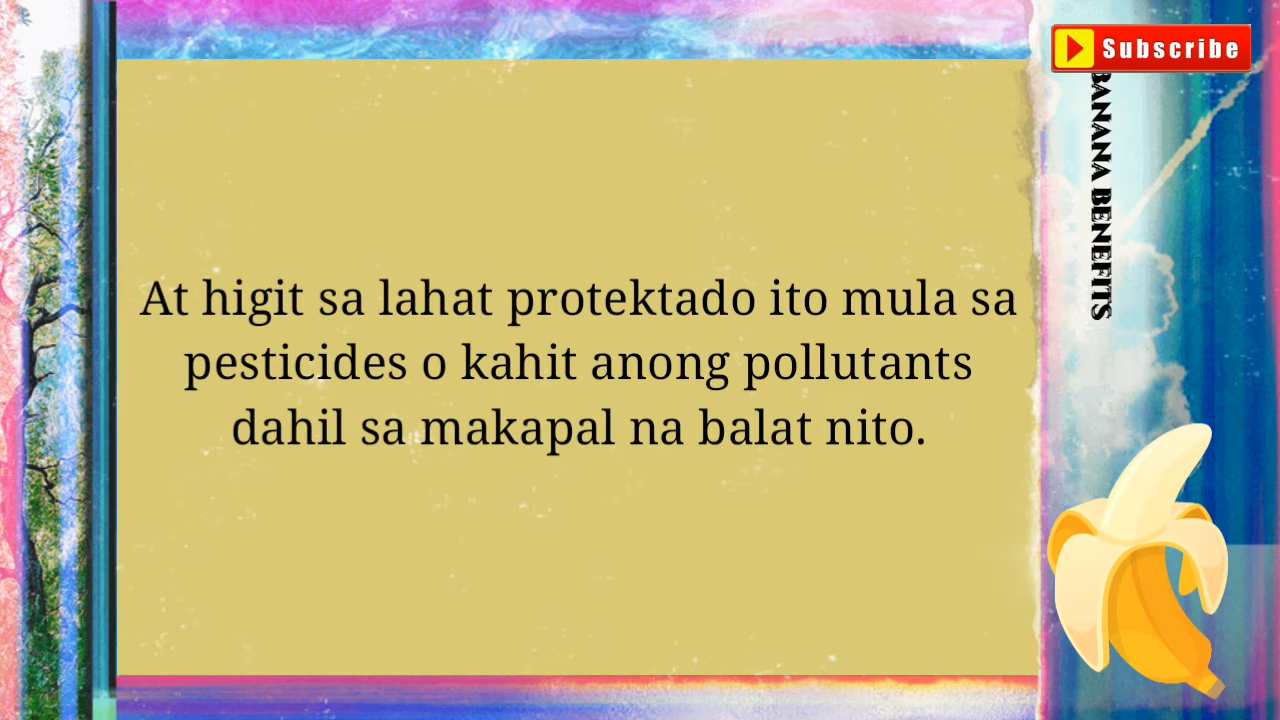 Subscribe
BANANA BENEFITS
At higit sa lahat protektado ito mula sa
pesticides o kahit anong pollutants
dahil sa makapal na balat nito.